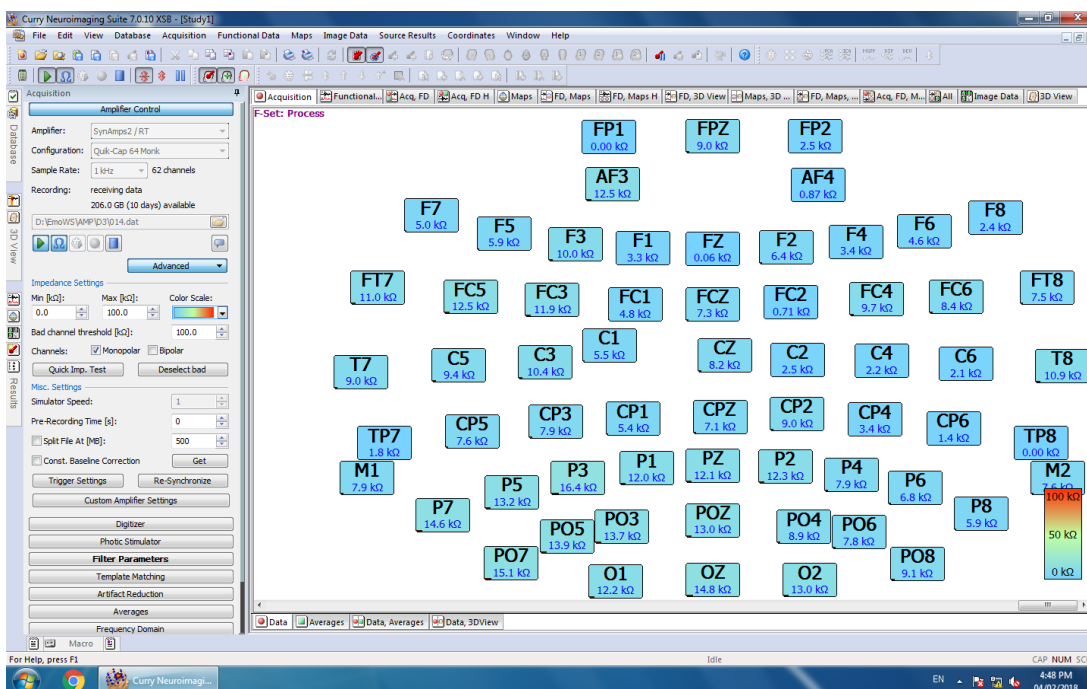 Curry Neuroimaging Suite 7.0.10 XSB - [Study1]
File Edit View Database Acquisition Functional Data Maps Image Data Source Results Coordinates Window Help
Acquisition
Amplifier Control
Amplifier: SynAmps2 / RT
Configuration: Quik-Cap 64 Monk
Sample Rate: 1 kHz 62 channels
Recording: receiving data
206.0 GB (10 days) available
D:\EmoWS\AMP\D3\014.dat
Advanced
Impedance Settings
Min [kΩ]: Max [kΩ]: Color Scale:
0.0 100.0
Bad channel threshold [kΩ]: 100.0
Channels: Monopolar Bipolar
Quick Imp. Test Deselect bad
Misc. Settings
Simulator Speed: 1
Pre-Recording Time [s]: 0
Split File At [MB]: 500
Const. Baseline Correction Get
Trigger Settings Re-Synchronize
Custom Amplifier Settings
Digitizer
Photic Stimulator
Filter Parameters
Template Matching
Artifact Reduction
Averages
Frequency Domain
Database
3D View
Results
Acquisition Functional... Acq, FD Acq, FD H Maps FD, Maps FD, Maps H FD, 3D View Maps, 3D ... FD, Maps, ... Acq, FD, M... All Image Data 3D View
F-Set: Process
FP1 FPZ FP2
0.00 kΩ 9.0 kΩ 2.5 kΩ
AF3 AF4
12.5 kΩ 0.87 kΩ
F7 F5 F3 F1 FZ F2 F4 F6 F8
5.0 kΩ 5.9 kΩ 10.0 kΩ 3.3 kΩ 0.06 kΩ 6.4 kΩ 3.4 kΩ 4.6 kΩ 2.4 kΩ
FT7 FC5 FC3 FC1 FCZ FC2 FC4 FC6 FT8
11.0 kΩ 12.5 kΩ 11.9 kΩ 4.8 kΩ 7.3 kΩ 0.71 kΩ 9.7 kΩ 8.4 kΩ 7.5 kΩ
T7 C5 C3 C1 CZ C2 C4 C6 T8
9.0 kΩ 9.4 kΩ 10.4 kΩ 5.5 kΩ 8.2 kΩ 2.5 kΩ 2.2 kΩ 2.1 kΩ 10.9 kΩ
TP7 CP5 CP3 CP1 CPZ CP2 CP4 CP6 TP8
1.8 kΩ 7.6 kΩ 7.9 kΩ 5.4 kΩ 7.1 kΩ 9.0 kΩ 3.4 kΩ 1.4 kΩ 0.00 kΩ
M1 P7 P5 P3 P1 PZ P2 P4 P6 P8 M2
7.9 kΩ 14.6 kΩ 13.2 kΩ 16.4 kΩ 12.0 kΩ 12.1 kΩ 12.3 kΩ 7.9 kΩ 6.8 kΩ 5.9 kΩ 7.6 kΩ
PO7 PO5 PO3 POZ PO4 PO6 PO8
15.1 kΩ 13.9 kΩ 13.7 kΩ 13.0 kΩ 8.9 kΩ 7.8 kΩ 9.1 kΩ
O1 OZ O2
12.2 kΩ 14.8 kΩ 13.0 kΩ
100 kΩ
50 kΩ
0 kΩ
Data Averages Data, Averages Data, 3DView
Macro
For Help, press F1 Idle CAP NUM SC
Curry Neuroimagi... EN 4:48 PM
04/02/2018